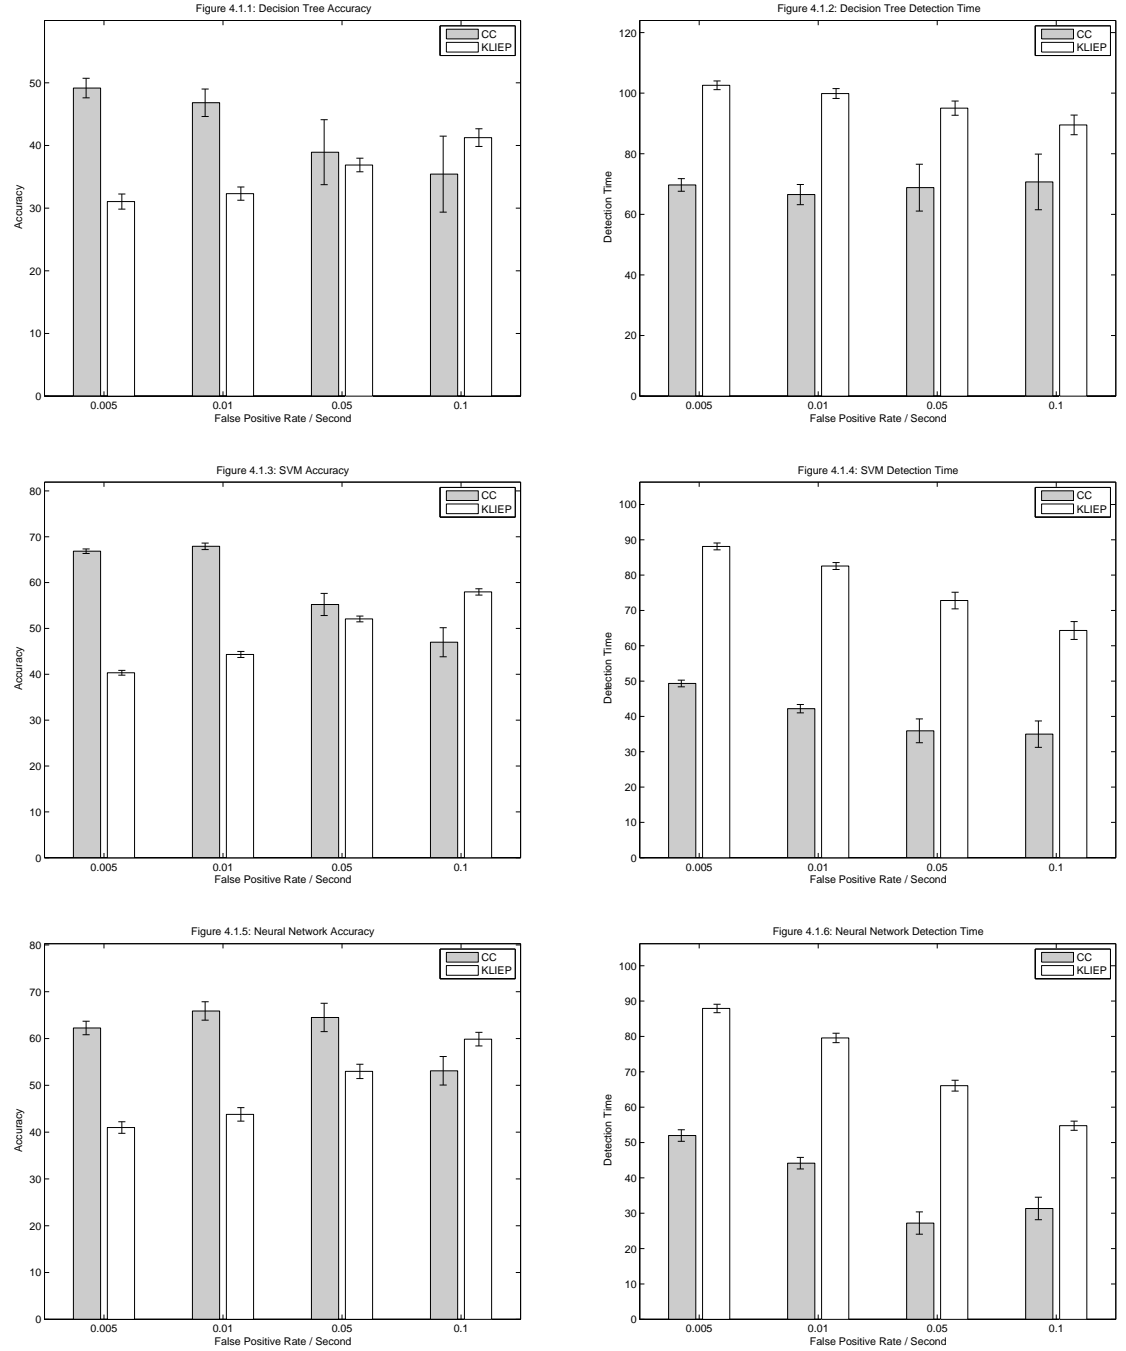 Figure 4.1.1: Decision Tree Accuracy
CC
KLIEP
50
40
30
20
10
0
Accuracy
0.005 0.01 0.05 0.1
False Positive Rate / Second
Figure 4.1.2: Decision Tree Detection Time
CC
KLIEP
120
100
80
60
40
20
0
Detection Time
0.005 0.01 0.05 0.1
False Positive Rate / Second
Figure 4.1.3: SVM Accuracy
CC
KLIEP
80
70
60
50
40
30
20
10
0
Accuracy
0.005 0.01 0.05 0.1
False Positive Rate / Second
Figure 4.1.4: SVM Detection Time
CC
KLIEP
100
90
80
70
60
50
40
30
20
10
0
Detection Time
0.005 0.01 0.05 0.1
False Positive Rate / Second
Figure 4.1.5: Neural Network Accuracy
CC
KLIEP
80
70
60
50
40
30
20
10
0
Accuracy
0.005 0.01 0.05 0.1
False Positive Rate / Second
Figure 4.1.6: Neural Network Detection Time
CC
KLIEP
100
90
80
70
60
50
40
30
20
10
0
Detection Time
0.005 0.01 0.05 0.1
False Positive Rate / Second